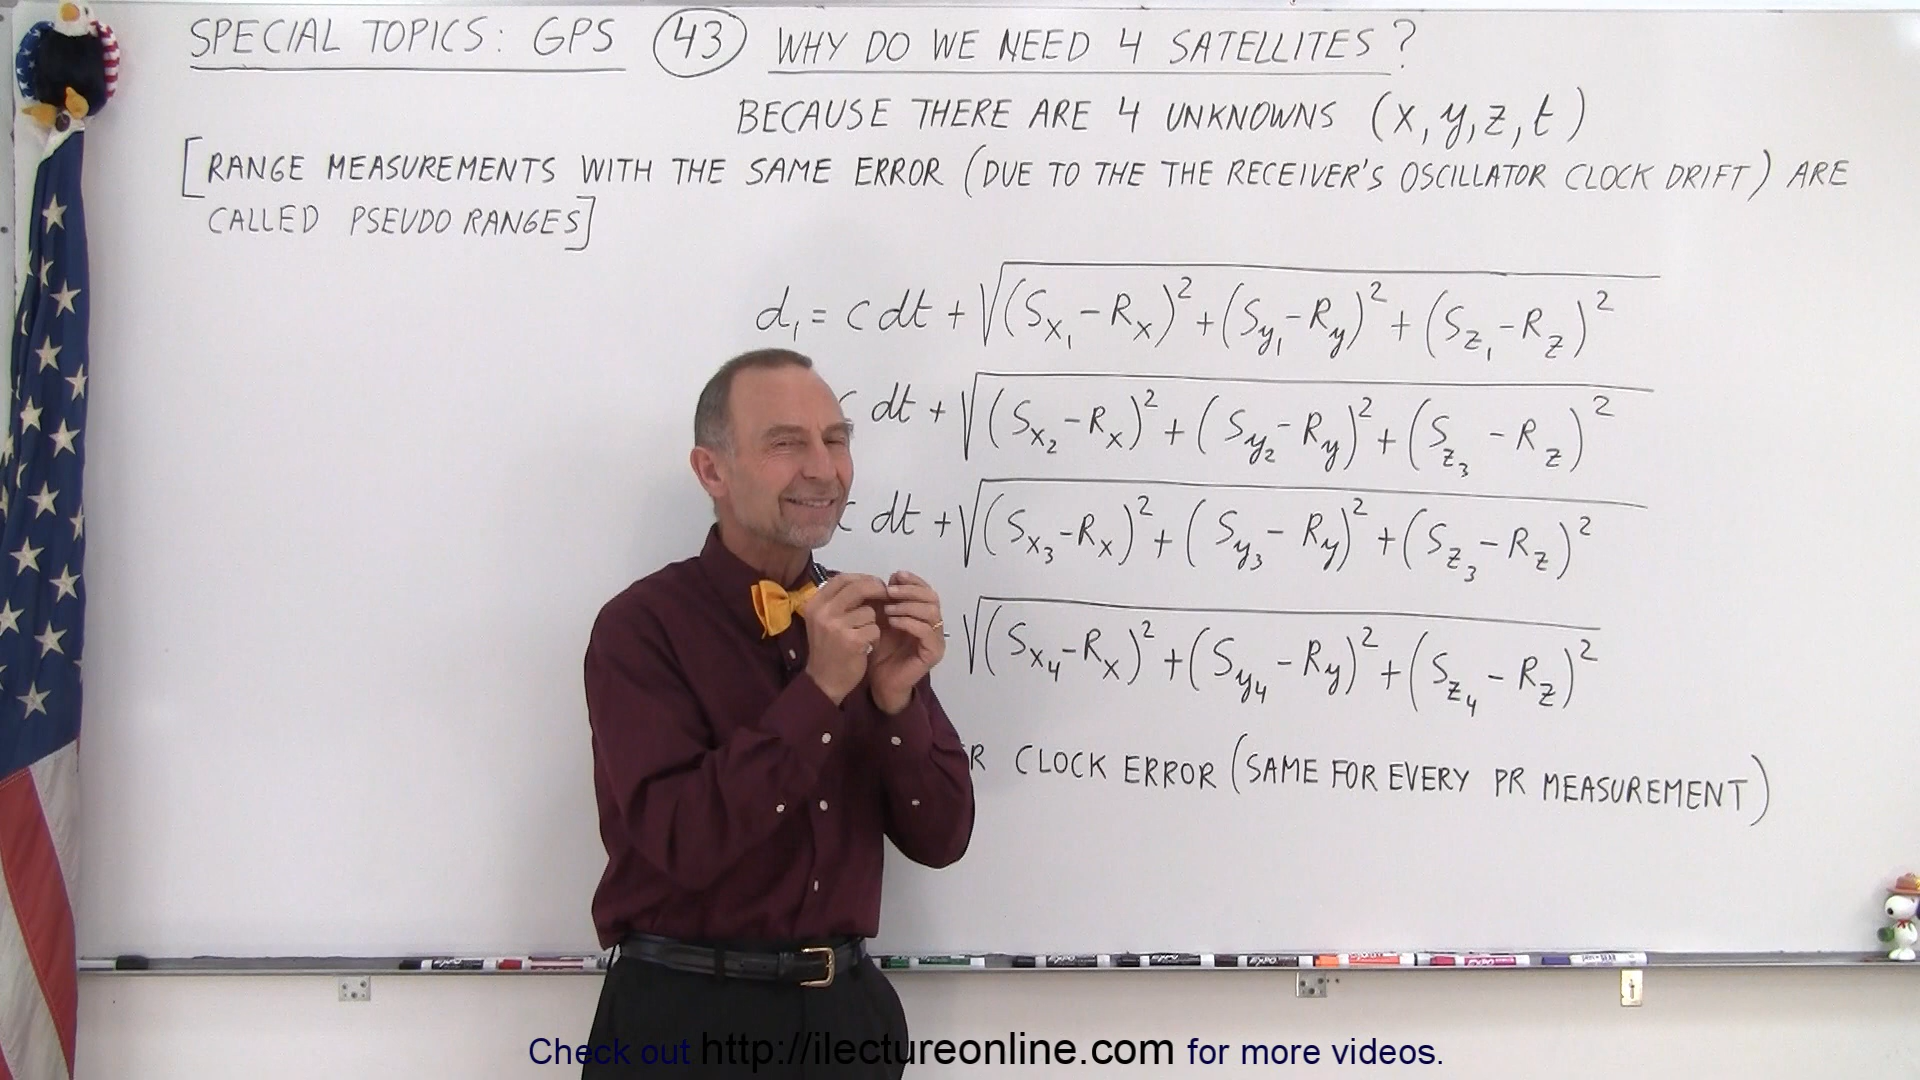 SPECIAL TOPICS: GPS 43 WHY DO WE NEED 4 SATELLITES?
BECAUSE THERE ARE 4 UNKNOWNS (x, y, z, t)
[RANGE MEASUREMENTS WITH THE SAME ERROR (DUE TO THE THE RECEIVER'S OSCILLATOR CLOCK DRIFT) ARE
CALLED PSEUDO RANGES]
d₁ = c dt + √(Sx₁ - Rx)² + (Sy₁ - Ry)² + (Sz₁ - Rz)²
c dt + √(Sx₂ - Rx)² + (Sy₂ - Ry)² + (Sz₃ - Rz)²
c dt + √(Sx₃ - Rx)² + (Sy₃ - Ry)² + (Sz₃ - Rz)²
√(Sx₄ - Rx)² + (Sy₄ - Ry)² + (Sz₄ - Rz)²
R CLOCK ERROR (SAME FOR EVERY PR MEASUREMENT)
Check out http://ilectureonline.com for more videos.